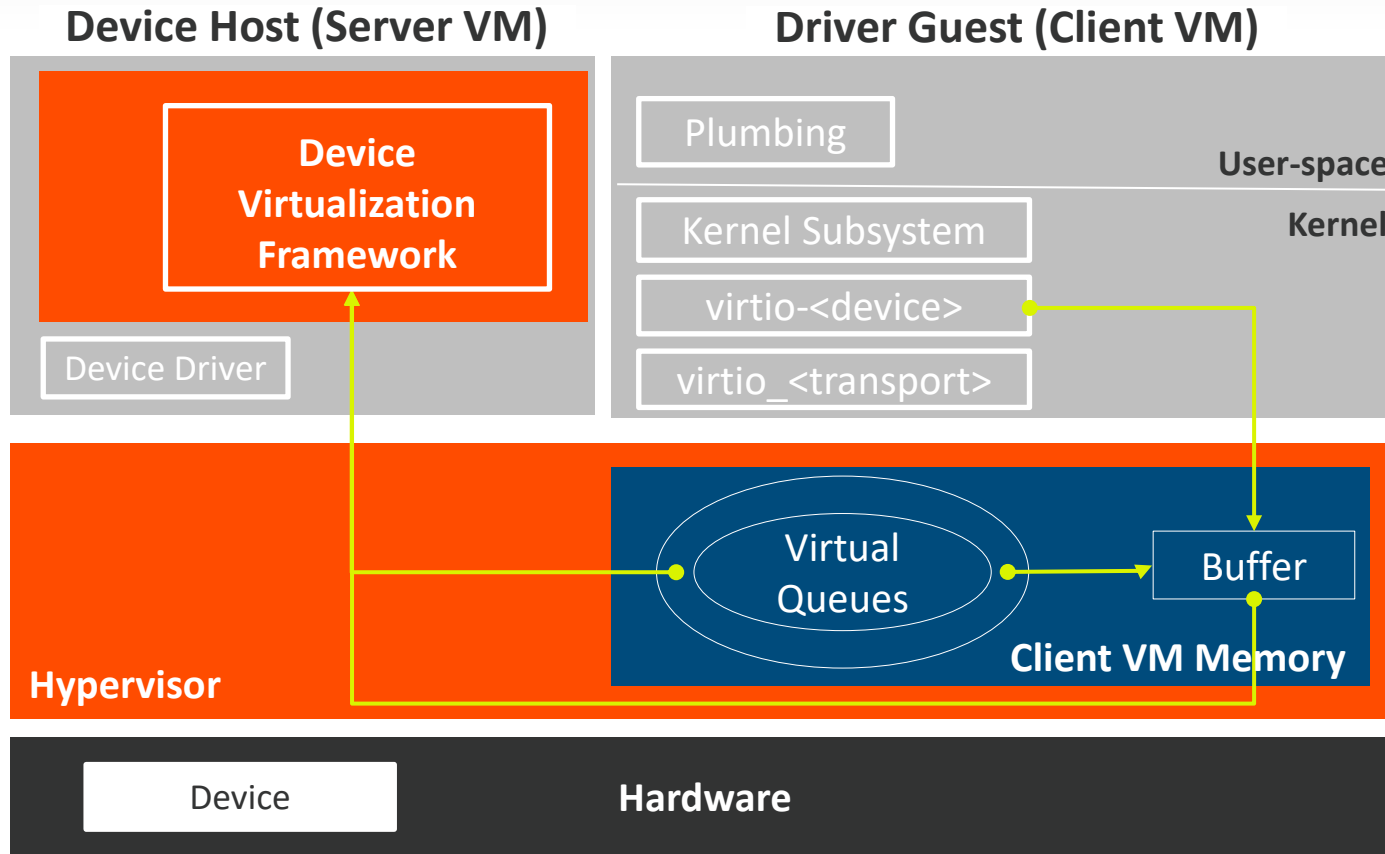 Device Host (Server VM)
Driver Guest (Client VM)
Device
Virtualization
Framework
Device Driver
Plumbing
User-space
Kernel
Kernel Subsystem
virtio-<device>
virtio_<transport>
Virtual
Queues
Buffer
Client VM Memory
Hypervisor
Device
Hardware